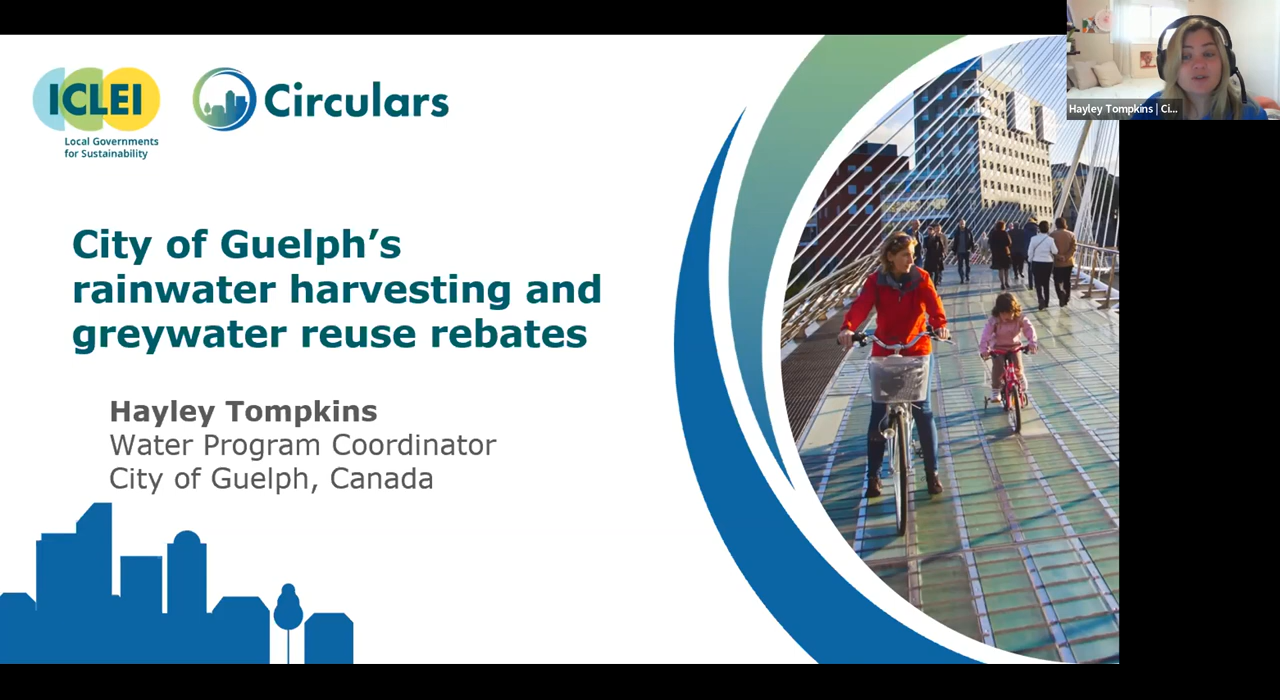 ICLEI
Local Governments
for Sustainability
Circulars
Hayley Tompkins | Ci...
City of Guelph’s
rainwater harvesting and
greywater reuse rebates
Hayley Tompkins
Water Program Coordinator
City of Guelph, Canada